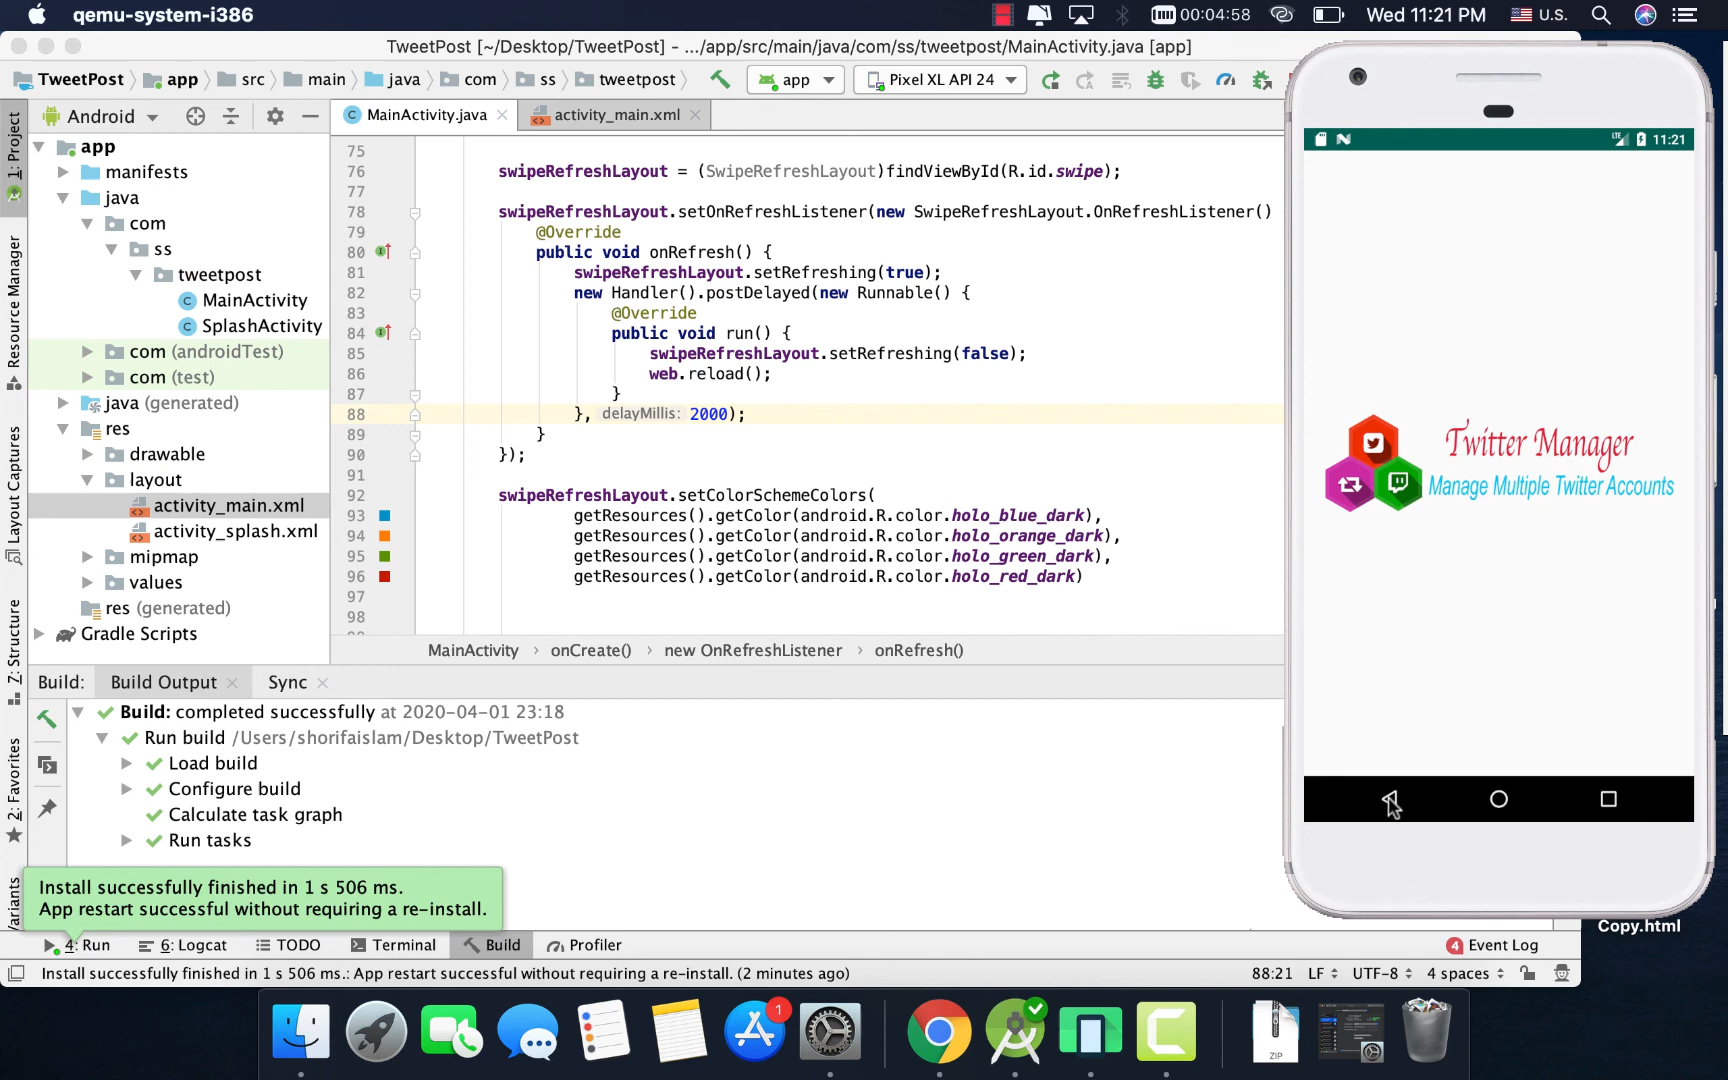 qemu-system-i386
00:04:58
Wed 11:21 PM
U.S.
TweetPost [~/Desktop/TweetPost] - .../app/src/main/java/com/ss/tweetpost/MainActivity.java [app]
TweetPost
app
src
main
java
com
ss
tweetpost
app
Pixel XL API 24
Android
MainActivity.java
activity_main.xml
1: Project
Resource Manager
Layout Captures
Z: Structure
2: Favorites
app
manifests
java
com
ss
tweetpost
MainActivity
SplashActivity
com (androidTest)
com (test)
java (generated)
res
drawable
layout
activity_main.xml
activity_splash.xml
mipmap
values
res (generated)
Gradle Scripts
75
76 swipeRefreshLayout = (SwipeRefreshLayout)findViewById(R.id.swipe);
77
78 swipeRefreshLayout.setOnRefreshListener(new SwipeRefreshLayout.OnRefreshListener()
79 @Override
80 public void onRefresh() {
81 swipeRefreshLayout.setRefreshing(true);
82 new Handler().postDelayed(new Runnable() {
83 @Override
84 public void run() {
85 swipeRefreshLayout.setRefreshing(false);
86 web.reload();
87 }
88 }, delayMillis: 2000);
89 }
90 });
91
92 swipeRefreshLayout.setColorSchemeColors(
93 getResources().getColor(android.R.color.holo_blue_dark),
94 getResources().getColor(android.R.color.holo_orange_dark),
95 getResources().getColor(android.R.color.holo_green_dark),
96 getResources().getColor(android.R.color.holo_red_dark)
97
98
MainActivity › onCreate() › new OnRefreshListener › onRefresh()
LTE
11:21
Twitter Manager
Manage Multiple Twitter Accounts
Build:
Build Output
Sync
Build: completed successfully at 2020-04-01 23:18
Run build /Users/shorifaislam/Desktop/TweetPost
Load build
Configure build
Calculate task graph
Run tasks
Install successfully finished in 1 s 506 ms.
App restart successful without requiring a re-install.
Copy.html
4: Run
6: Logcat
TODO
Terminal
Build
Profiler
4 Event Log
Install successfully finished in 1 s 506 ms.: App restart successful without requiring a re-install. (2 minutes ago)
88:21
LF
UTF-8
4 spaces
1
ZIP